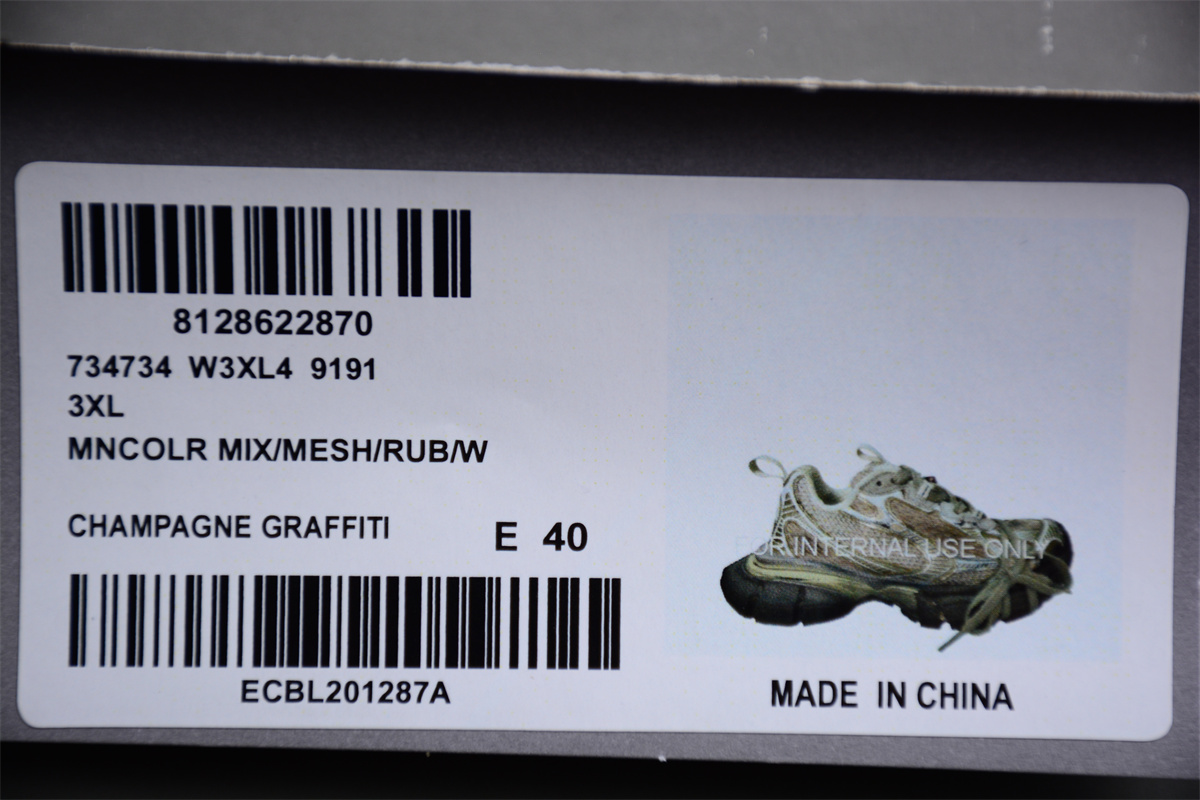 8128622870
734734 W3XL4 9191
3XL
MNCOLR MIX/MESH/RUB/W
CHAMPAGNE GRAFFITI
E 40
ECBL201287A
FOR INTERNAL USE ONLY
MADE IN CHINA